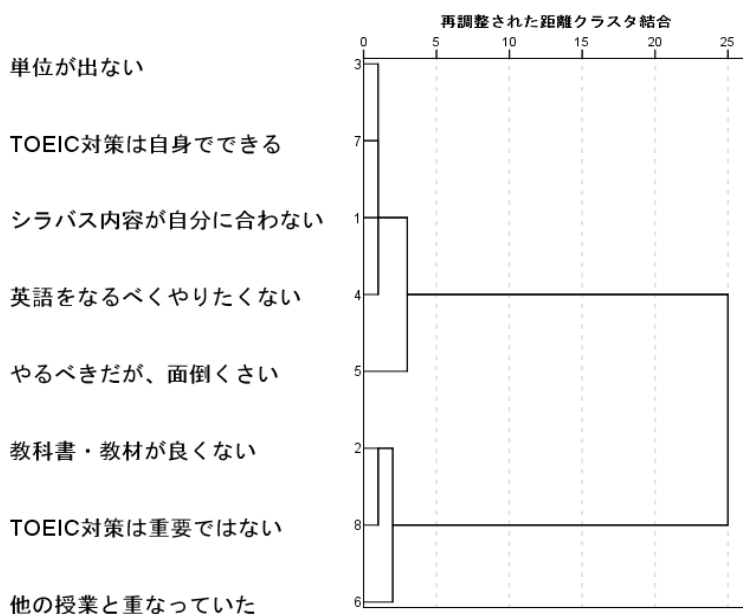 再調整された距離クラスタ結合
0 5 10 15 20 25
単位が出ない 3
TOEIC対策は自身でできる 7
シラバス内容が自分に合わない 1
英語をなるべくやりたくない 4
やるべきだが、面倒くさい 5
教科書・教材が良くない 2
TOEIC対策は重要ではない 8
他の授業と重なっていた 6